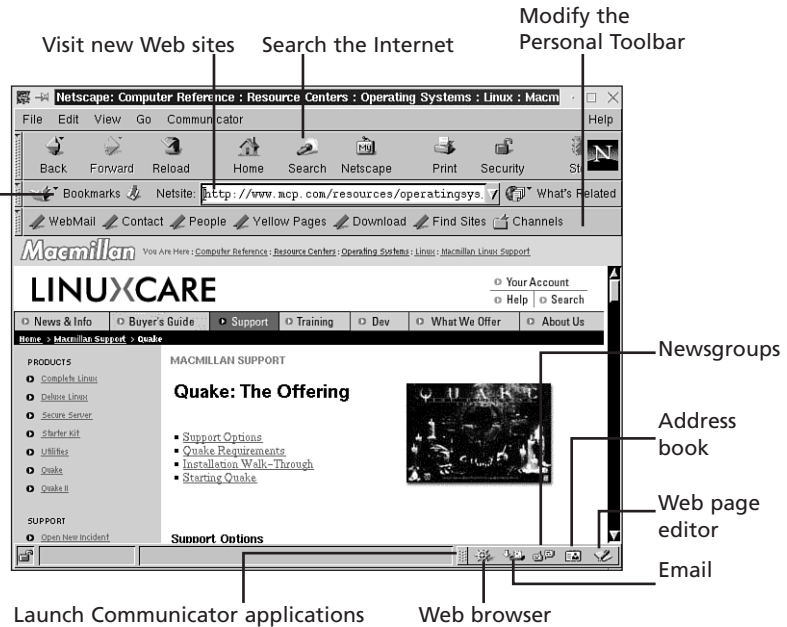 Modify the
Personal Toolbar
Visit new Web sites
Search the Internet
Netscape: Computer Reference : Resource Centers : Operating Systems : Linux : Macm
File Edit View Go Communicator Help
Back Forward Reload Home Search Netscape Print Security
My
N
Bookmarks Netsite: http://www.mcp.com/resources/operatingsys. What's Related
WebMail Contact People Yellow Pages Download Find Sites Channels
Macmillan You Are Here : Computer Reference : Resource Centers : Operating Systems : Linux : Macmillan Linux Support
LINUXCARE
Your Account
Help Search
News & Info Buyer's Guide Support Training Dev What We Offer About Us
Home > Macmillan Support > Quake
PRODUCTS
Complete Linux
Deluxe Linux
Secure Server
Starter Kit
Utilities
Quake
Quake II
SUPPORT
Open New Incident
MACMILLAN SUPPORT
Quake: The Offering
QUAKE
Support Options
Quake Requirements
Installation Walk-Through
Starting Quake
Support Options
Newsgroups
Address
book
Web page
editor
Email
Launch Communicator applications
Web browser